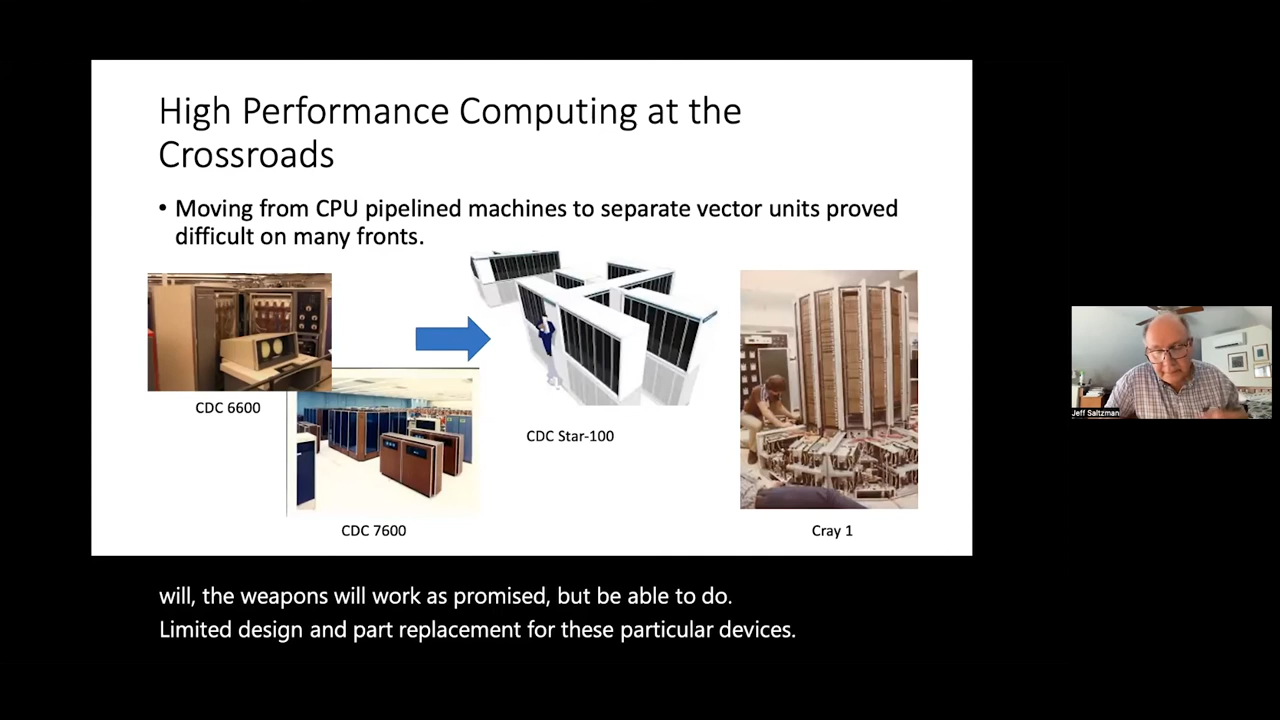 High Performance Computing at the
Crossroads
• Moving from CPU pipelined machines to separate vector units proved
difficult on many fronts.
CDC 6600
CDC Star-100
CDC 7600
Cray 1
Jeff Saltzman
will, the weapons will work as promised, but be able to do.
Limited design and part replacement for these particular devices.